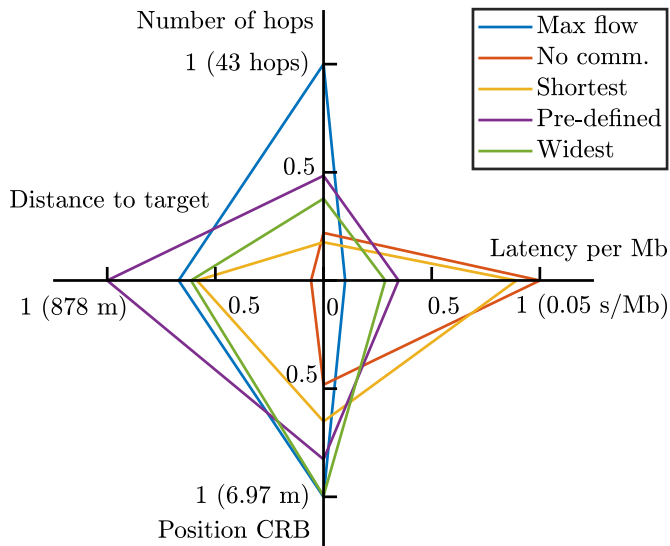 Number of hops
Max flow
No comm.
Shortest
Pre-defined
Widest
1 (43 hops)
0.5
Distance to target
Latency per Mb
1 (878 m)
0.5
0
0.5
1 (0.05 s/Mb)
0.5
1 (6.97 m)
Position CRB